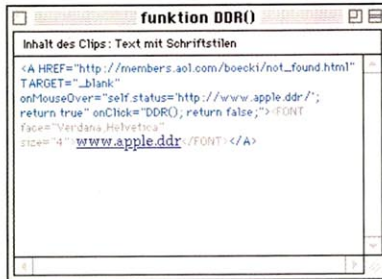 funktion DDR()
Inhalt des Clips: Text mit Schriftstilen
<A HREF="http://members.aol.com/boecki/not_found.html"
TARGET="_blank"
onMouseOver="self.status='http://www.apple.ddr/';
return true" onClick="DDR(); return false;"><FONT
face="Verdana,Helvetica"
size="4">www.apple.ddr</FONT></A>